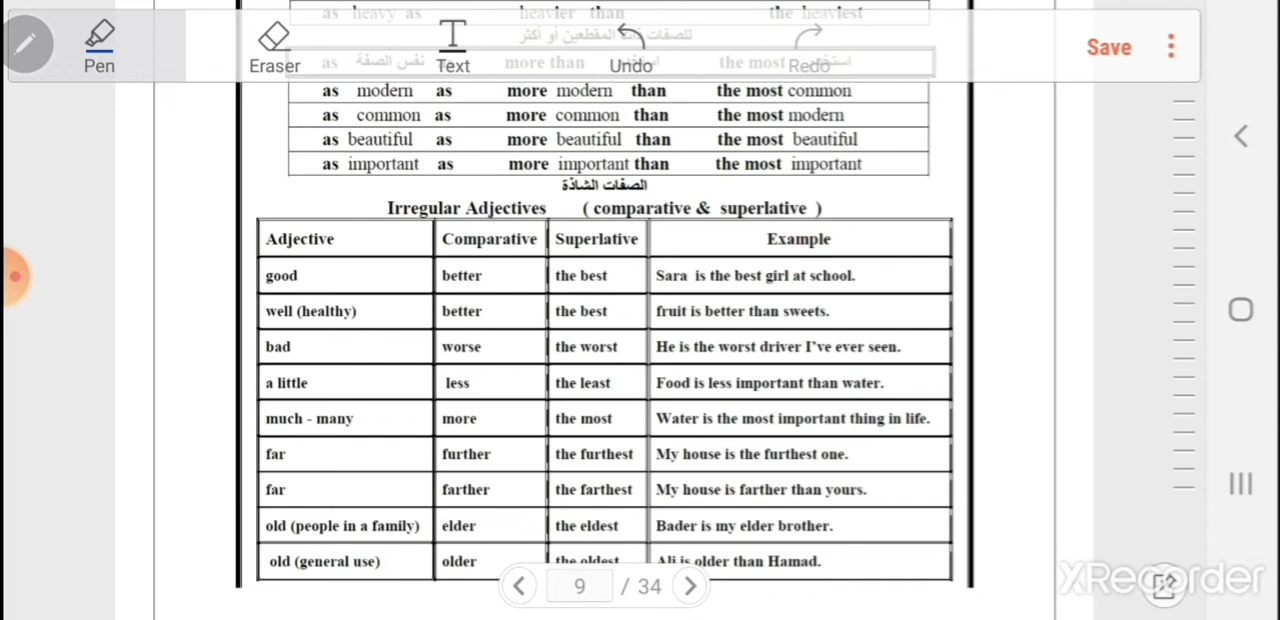 as heavy as heavier than the heaviest
Pen Eraser Text Undo Redo Save
as نفس الصفة more than the most
as modern as more modern than the most common
as common as more common than the most modern
as beautiful as more beautiful than the most beautiful
as important as more important than the most important
الصفات الشاذة
Irregular Adjectives ( comparative & superlative )
Adjective Comparative Superlative Example
good better the best Sara is the best girl at school.
well (healthy) better the best fruit is better than sweets.
bad worse the worst He is the worst driver I've ever seen.
a little less the least Food is less important than water.
much - many more the most Water is the most important thing in life.
far further the furthest My house is the furthest one.
far farther the farthest My house is farther than yours.
old (people in a family) elder the eldest Bader is my elder brother.
old (general use) older the oldest Ali is older than Hamad.
9 / 34
XRecorder